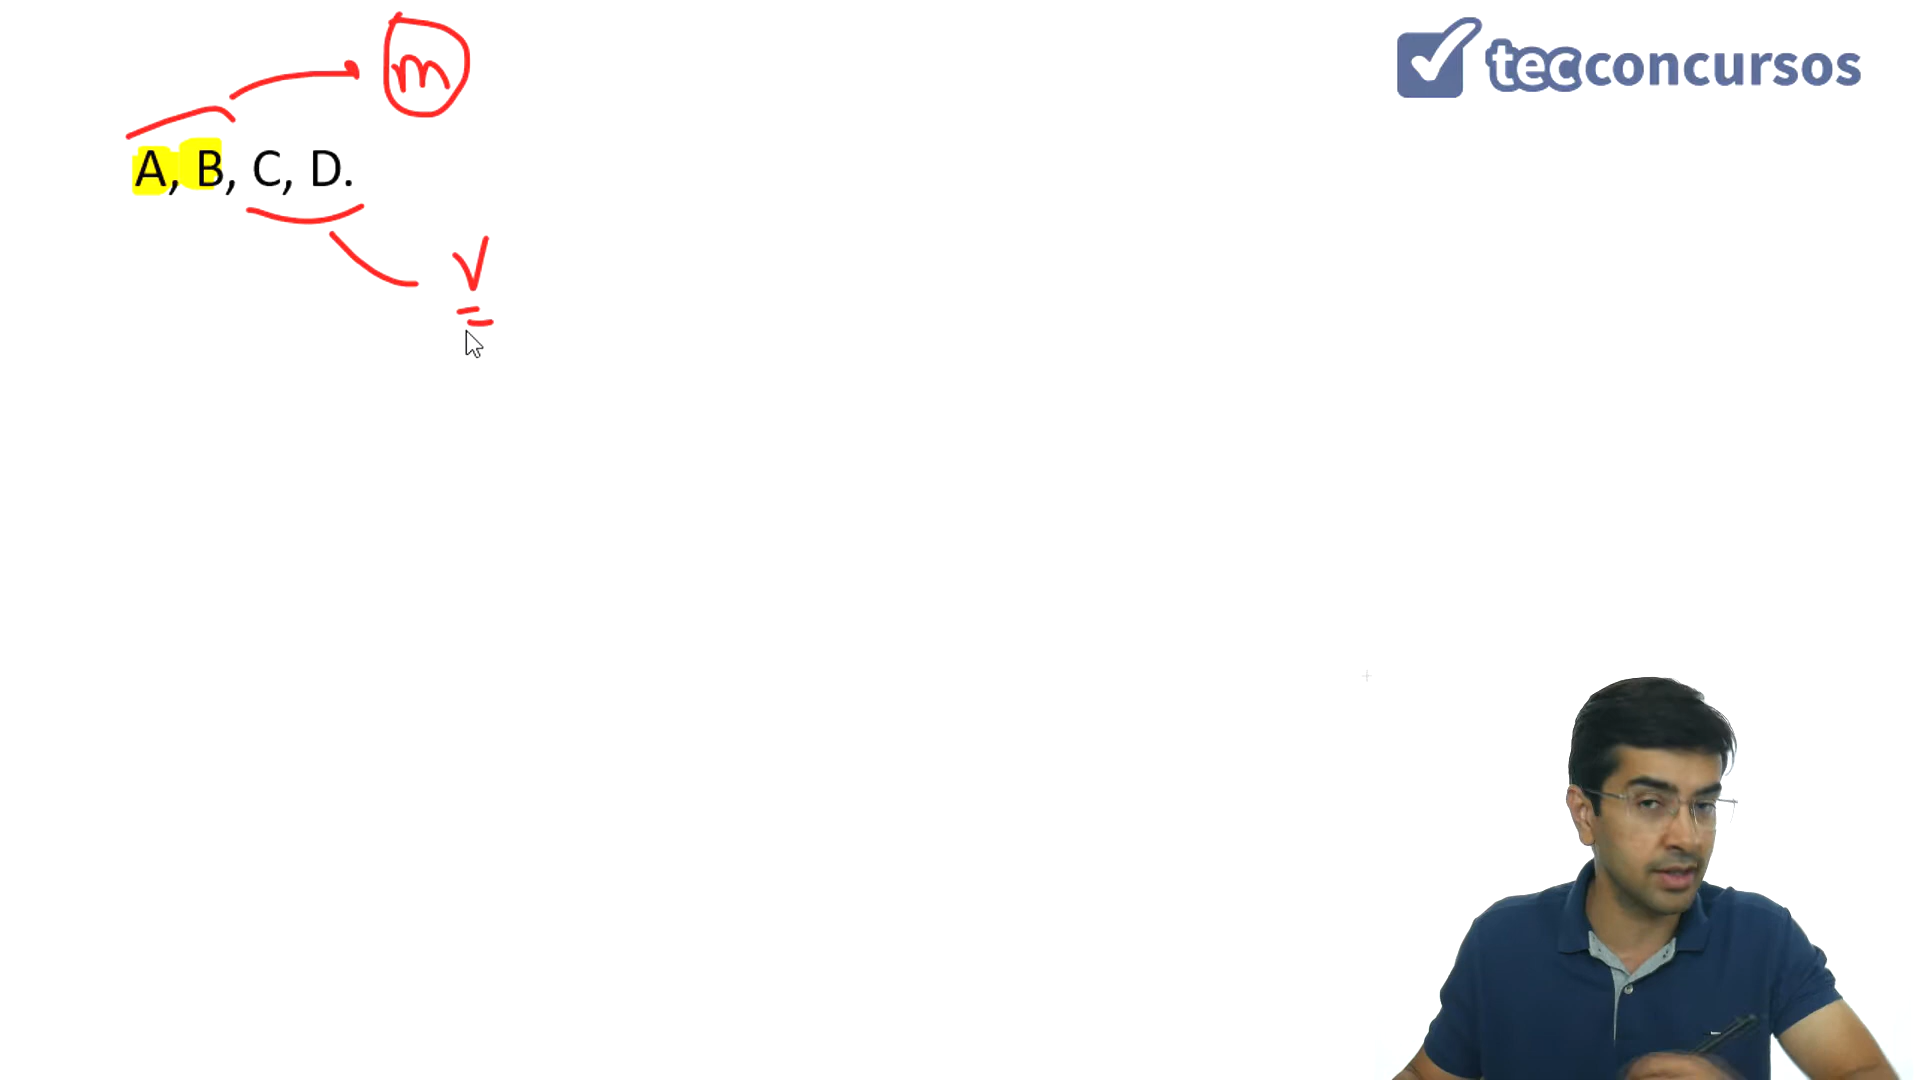 m
tecconcursos
A, B, C, D.
V